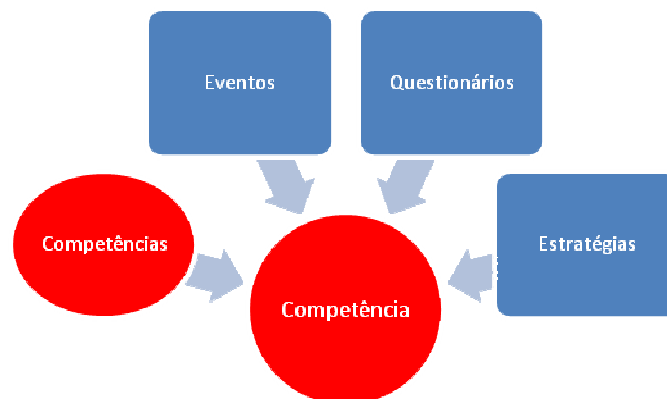 Eventos
Questionários
Competências
Estratégias
Competência